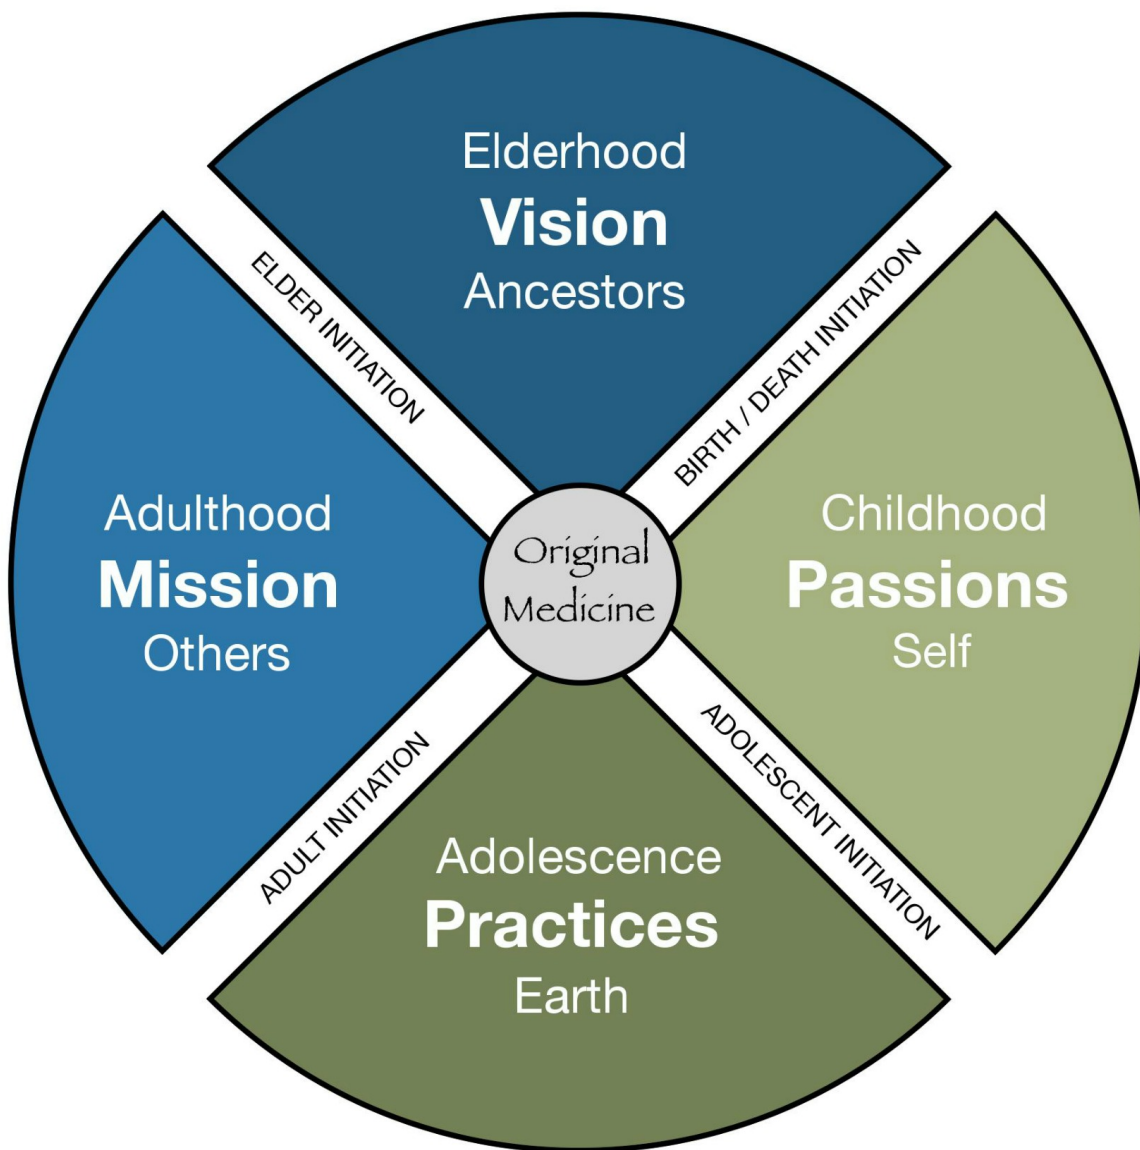 Elderhood
Vision
Ancestors
ELDER INITIATION
BIRTH / DEATH INITIATION
Adulthood
Mission
Others
Original
Medicine
Childhood
Passions
Self
ADULT INITIATION
ADOLESCENT INITIATION
Adolescence
Practices
Earth